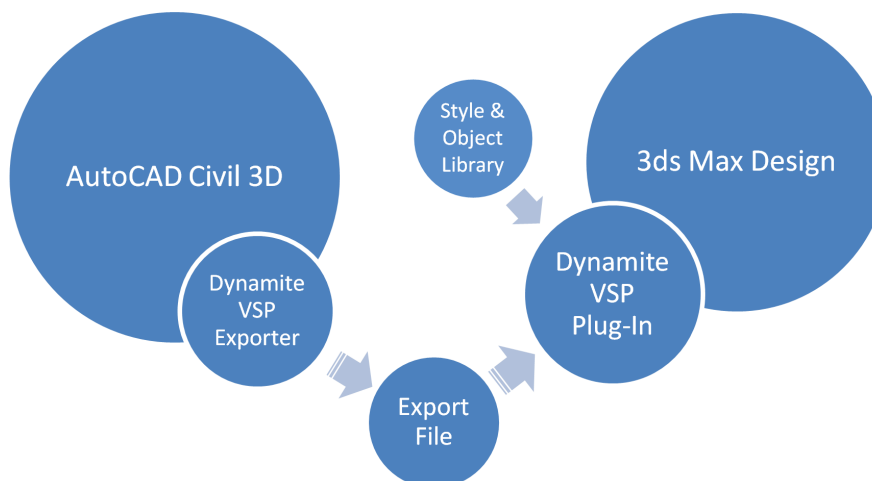 AutoCAD Civil 3D
Dynamite
VSP
Exporter
Export
File
Style &
Object
Library
Dynamite
VSP
Plug-In
3ds Max Design